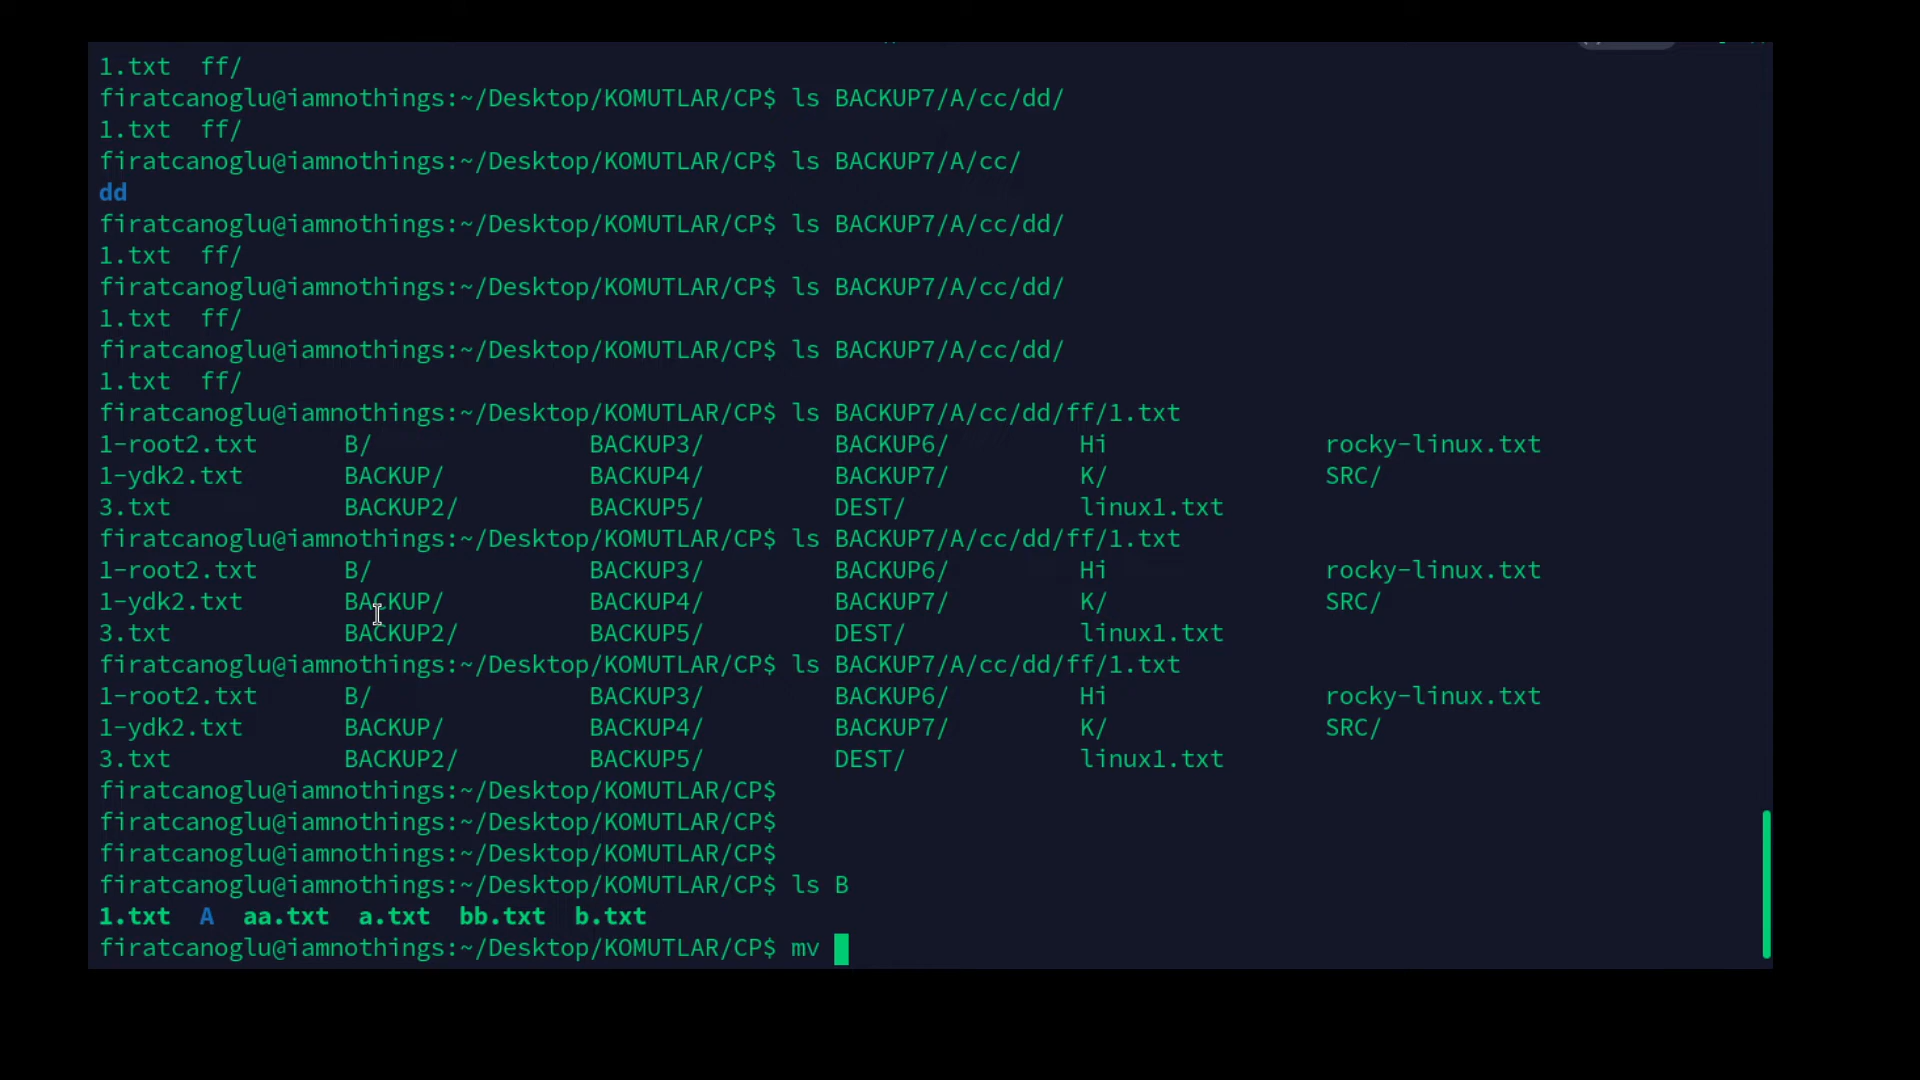 1.txt  ff/
firatcanoglu@iamnothings:~/Desktop/KOMUTLAR/CP$ ls BACKUP7/A/cc/dd/
1.txt  ff/
firatcanoglu@iamnothings:~/Desktop/KOMUTLAR/CP$ ls BACKUP7/A/cc/
dd
firatcanoglu@iamnothings:~/Desktop/KOMUTLAR/CP$ ls BACKUP7/A/cc/dd/
1.txt  ff/
firatcanoglu@iamnothings:~/Desktop/KOMUTLAR/CP$ ls BACKUP7/A/cc/dd/
1.txt  ff/
firatcanoglu@iamnothings:~/Desktop/KOMUTLAR/CP$ ls BACKUP7/A/cc/dd/
1.txt  ff/
firatcanoglu@iamnothings:~/Desktop/KOMUTLAR/CP$ ls BACKUP7/A/cc/dd/ff/1.txt
1-root2.txt      B/               BACKUP3/         BACKUP6/         Hi               rocky-linux.txt
1-ydk2.txt       BACKUP/          BACKUP4/         BACKUP7/         K/               SRC/
3.txt            BACKUP2/         BACKUP5/         DEST/            linux1.txt
firatcanoglu@iamnothings:~/Desktop/KOMUTLAR/CP$ ls BACKUP7/A/cc/dd/ff/1.txt
1-root2.txt      B/               BACKUP3/         BACKUP6/         Hi               rocky-linux.txt
1-ydk2.txt       BACKUP/          BACKUP4/         BACKUP7/         K/               SRC/
3.txt            BACKUP2/         BACKUP5/         DEST/            linux1.txt
firatcanoglu@iamnothings:~/Desktop/KOMUTLAR/CP$ ls BACKUP7/A/cc/dd/ff/1.txt
1-root2.txt      B/               BACKUP3/         BACKUP6/         Hi               rocky-linux.txt
1-ydk2.txt       BACKUP/          BACKUP4/         BACKUP7/         K/               SRC/
3.txt            BACKUP2/         BACKUP5/         DEST/            linux1.txt
firatcanoglu@iamnothings:~/Desktop/KOMUTLAR/CP$
firatcanoglu@iamnothings:~/Desktop/KOMUTLAR/CP$
firatcanoglu@iamnothings:~/Desktop/KOMUTLAR/CP$
firatcanoglu@iamnothings:~/Desktop/KOMUTLAR/CP$ ls B
1.txt  A  aa.txt  a.txt  bb.txt  b.txt
firatcanoglu@iamnothings:~/Desktop/KOMUTLAR/CP$ mv